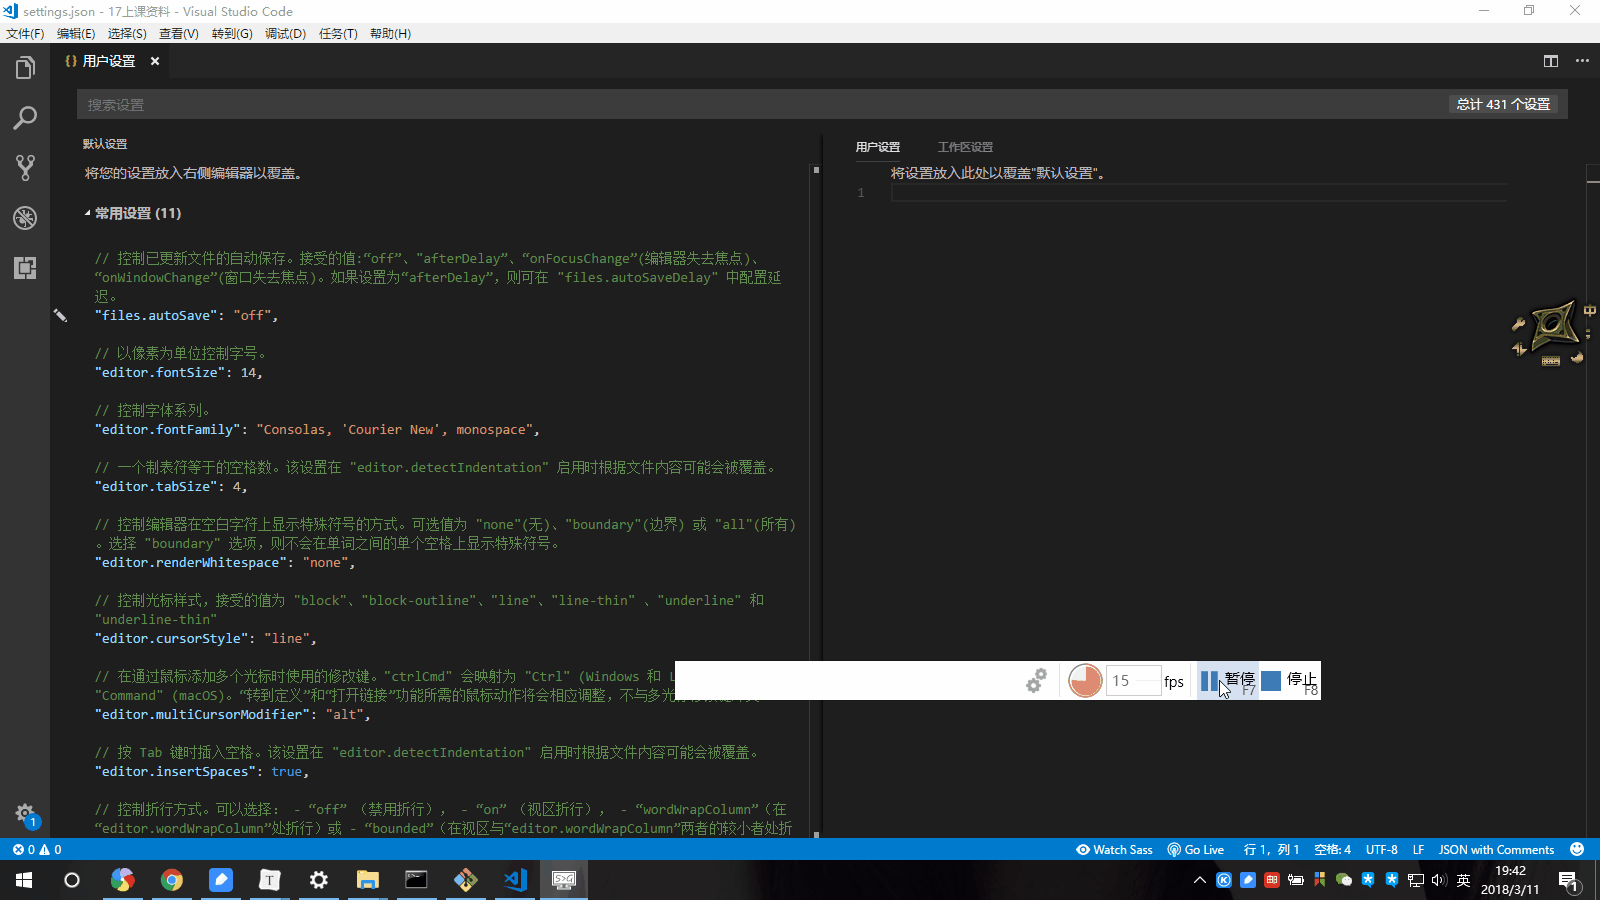 settings.json - 17上课资料 - Visual Studio Code
文件(F) 编辑(E) 选择(S) 查看(V) 转到(G) 调试(D) 任务(T) 帮助(H)
{} 用户设置
搜索设置
总计 431 个设置
默认设置
将您的设置放入右侧编辑器以覆盖。
常用设置 (11)
// 控制已更新文件的自动保存。接受的值:“off”、"afterDelay”、“onFocusChange”(编辑器失去焦点)、
“onWindowChange”(窗口失去焦点)。如果设置为“afterDelay”，则可在 "files.autoSaveDelay" 中配置延
迟。
"files.autoSave": "off",
// 以像素为单位控制字号。
"editor.fontSize": 14,
// 控制字体系列。
"editor.fontFamily": "Consolas, 'Courier New', monospace",
// 一个制表符等于的空格数。该设置在 "editor.detectIndentation" 启用时根据文件内容可能会被覆盖。
"editor.tabSize": 4,
// 控制编辑器在空白字符上显示特殊符号的方式。可选值为 "none"(无)、"boundary"(边界) 或 "all"(所有)
。选择 "boundary" 选项，则不会在单词之间的单个空格上显示特殊符号。
"editor.renderWhitespace": "none",
// 控制光标样式，接受的值为 "block"、"block-outline"、"line"、"line-thin" 、"underline" 和
"underline-thin"
"editor.cursorStyle": "line",
// 在通过鼠标添加多个光标时使用的修改键。"ctrlCmd" 会映射为 "Ctrl" (Windows 和
"Command" (macOS)。“转到定义”和“打开链接”功能所需的鼠标动作将会相应调整，不与多光
"editor.multiCursorModifier": "alt",
// 按 Tab 键时插入空格。该设置在 "editor.detectIndentation" 启用时根据文件内容可能会被覆盖。
"editor.insertSpaces": true,
// 控制折行方式。可以选择： - “off” （禁用折行）， - “on” （视区折行）， - “wordWrapColumn”（在
“editor.wordWrapColumn”处折行）或 - “bounded”（在视区与“editor.wordWrapColumn”两者的较小者处折
用户设置 工作区设置
将设置放入此处以覆盖"默认设置"。
1
中
15 fps 暂停 F7 停止 F8
1
0 0
Watch Sass Go Live 行 1，列 1 空格: 4 UTF-8 LF JSON with Comments
T
S>G
英
19:42
2018/3/11
1